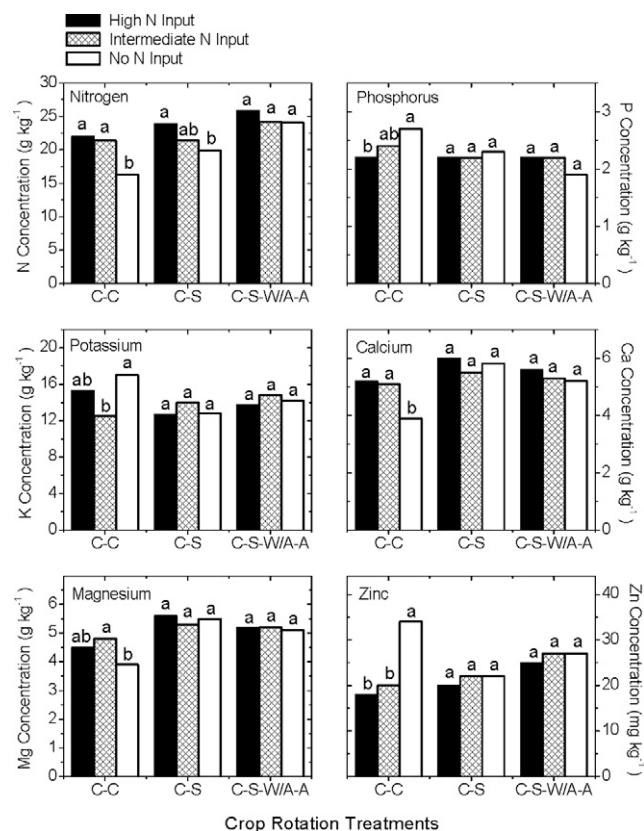 High N Input
Intermediate N Input
No N Input
Nitrogen
N Concentration (g kg-1)
30
25
20
15
10
5
0
a a b
a ab b
a a a
C-C C-S C-S-W/A-A
Phosphorus
P Concentration (g kg-1)
3
2
1
0
b ab a
a a a
a a a
C-C C-S C-S-W/A-A
Potassium
K Concentration (g kg-1)
20
16
12
8
4
0
ab b a
a a a
a a a
C-C C-S C-S-W/A-A
Calcium
Ca Concentration (g kg-1)
6
4
2
0
a a b
a a a
a a a
C-C C-S C-S-W/A-A
Magnesium
Mg Concentration (g kg-1)
6
5
4
3
2
1
0
ab a b
a a a
a a a
C-C C-S C-S-W/A-A
Zinc
Zn Concentration (mg kg-1)
40
30
20
10
0
b b a
a a a
a a a
C-C C-S C-S-W/A-A
Crop Rotation Treatments